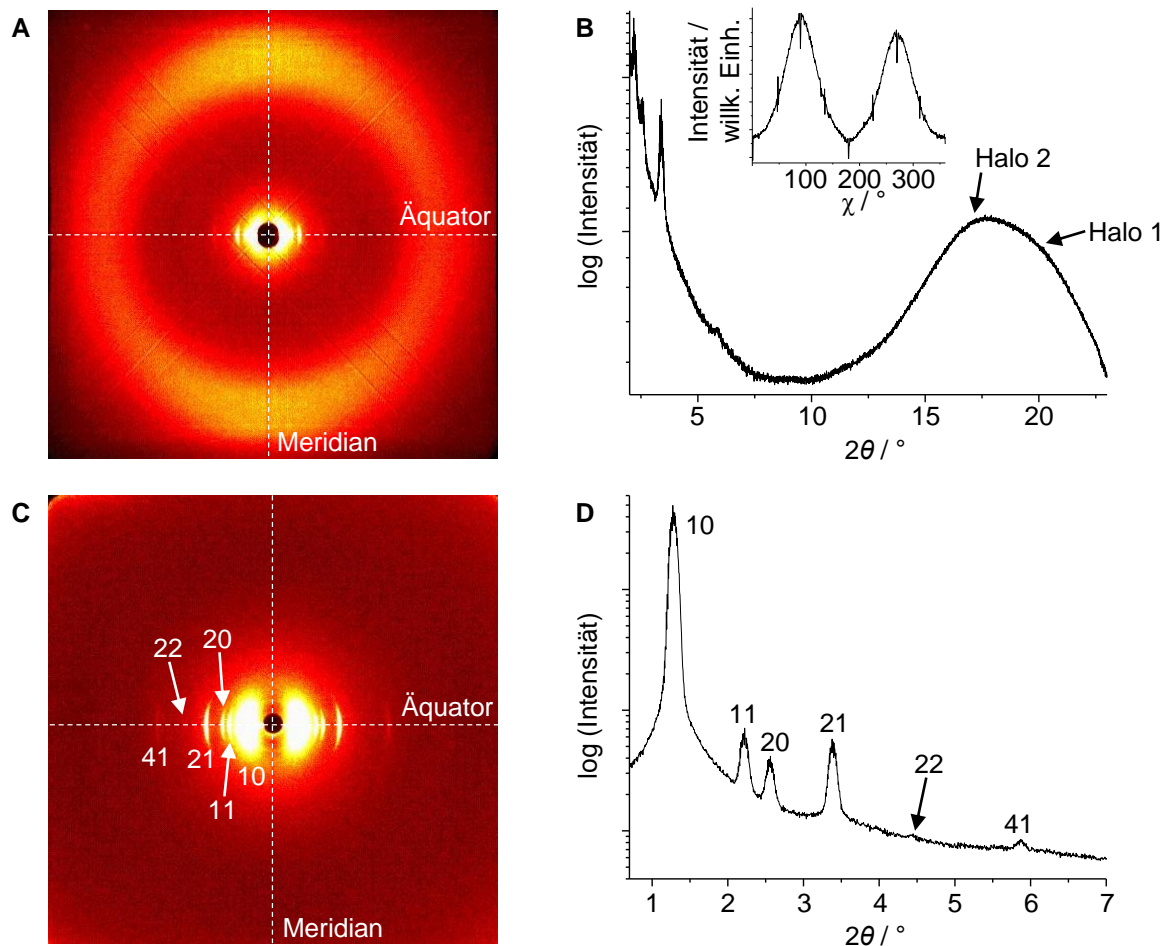 A
Äquator
Meridian
B
Intensität /
willk. Einh.
100 200 300
χ / °
Halo 2
Halo 1
log (Intensität)
5 10 15 20
2θ / °
C
22
20
Äquator
41
21
10
11
Meridian
D
10
11
20
21
22
41
log (Intensität)
1 2 3 4 5 6 7
2θ / °